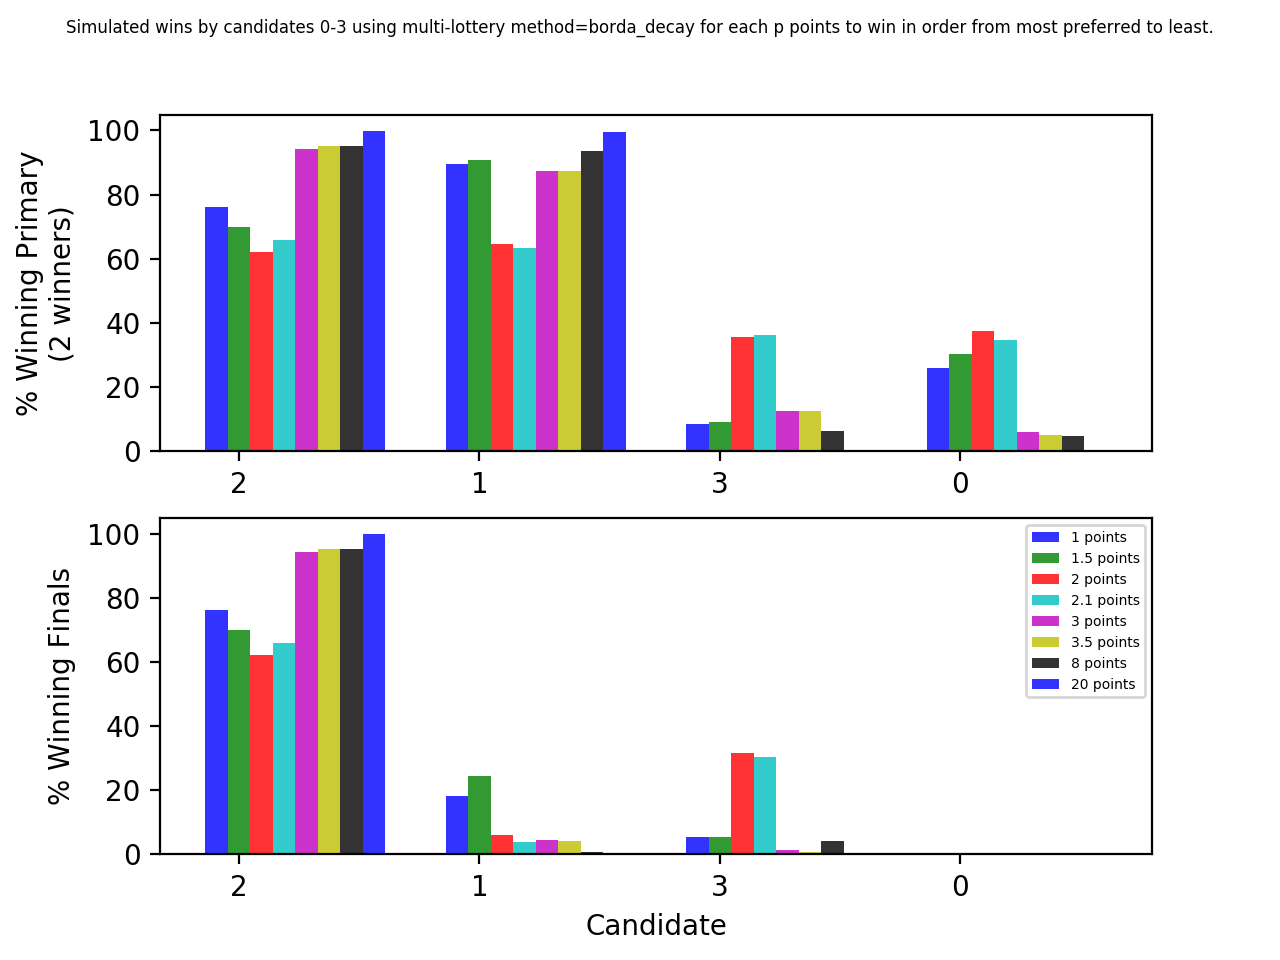 Simulated wins by candidates 0-3 using multi-lottery method=borda_decay for each p points to win in order from most preferred to least.
% Winning Primary
(2 winners)
100
80
60
40
20
0
2
1
3
0
% Winning Finals
100
80
60
40
20
0
1 points
1.5 points
2 points
2.1 points
3 points
3.5 points
8 points
20 points
2
1
3
0
Candidate